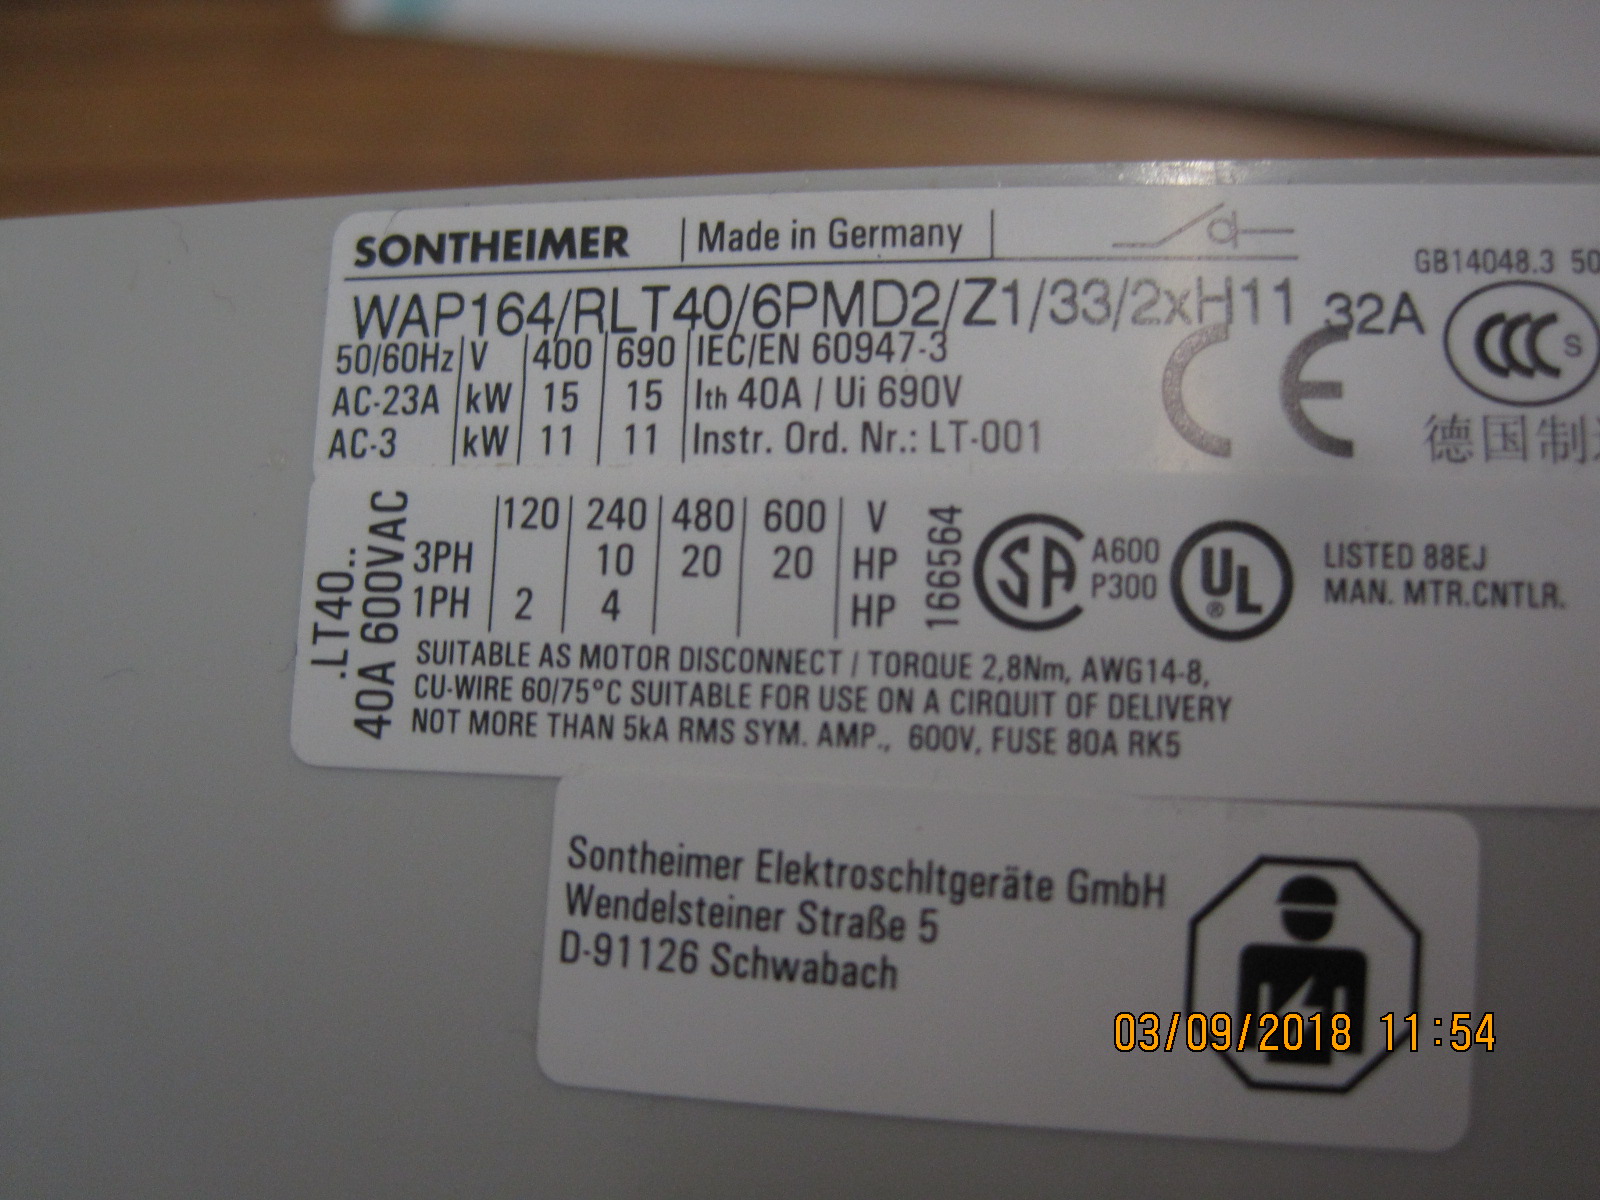 SONTHEIMER | Made in Germany |
GB14048.3 50
WAP164/RLT40/6PMD2/Z1/33/2xH11 32A
50/60Hz | V | 400 | 690 | IEC/EN 60947-3
AC-23A | kW | 15 | 15 | Ith 40A / Ui 690V
AC-3 | kW | 11 | 11 | Instr. Ord. Nr.: LT-001
CE
CCC S
德国制
.LT40..
40A 600VAC
120 | 240 | 480 | 600 | V
3PH 10 20 20 HP
1PH 2 4 HP
166564
SA
A600
P300
UL ®
LISTED 88EJ
MAN. MTR.CNTLR.
SUITABLE AS MOTOR DISCONNECT / TORQUE 2,8Nm, AWG14-8,
CU-WIRE 60/75°C SUITABLE FOR USE ON A CIRQUIT OF DELIVERY
NOT MORE THAN 5kA RMS SYM. AMP., 600V, FUSE 80A RK5
Sontheimer Elektroschltgeräte GmbH
Wendelsteiner Straße 5
D-91126 Schwabach
03/09/2018 11:54